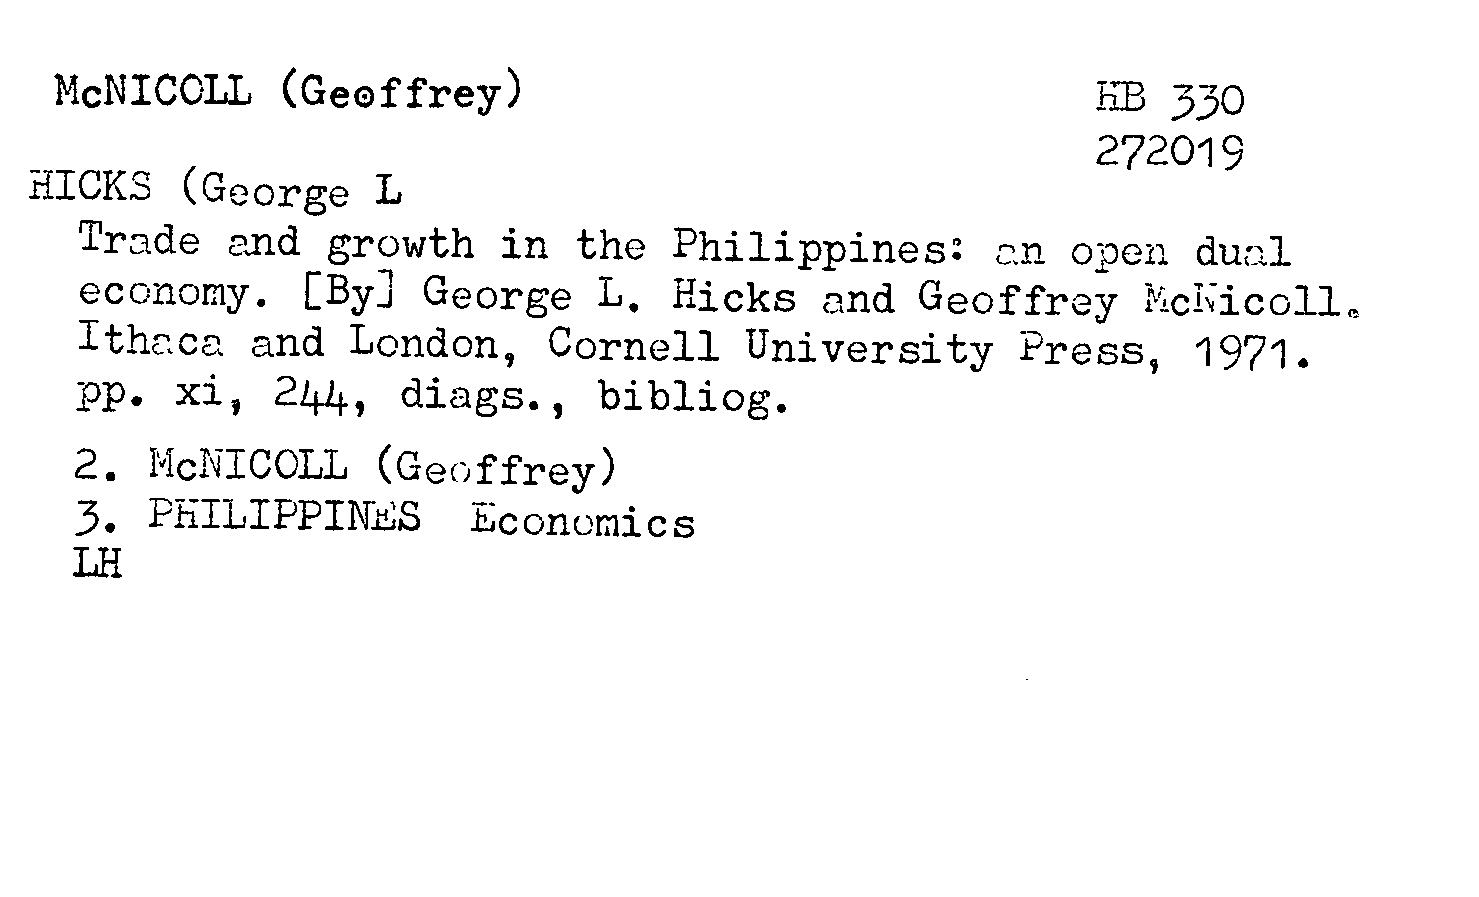 McNICOLL (Geoffrey)
HB 330
272019
HICKS (George L
Trade and growth in the Philippines: an open dual
economy. [By] George L. Hicks and Geoffrey McNicoll.
Ithaca and London, Cornell University Press, 1971.
pp. xi, 244, diags., bibliog.
2. McNICOLL (Geoffrey)
3. PHILIPPINES Economics
LH